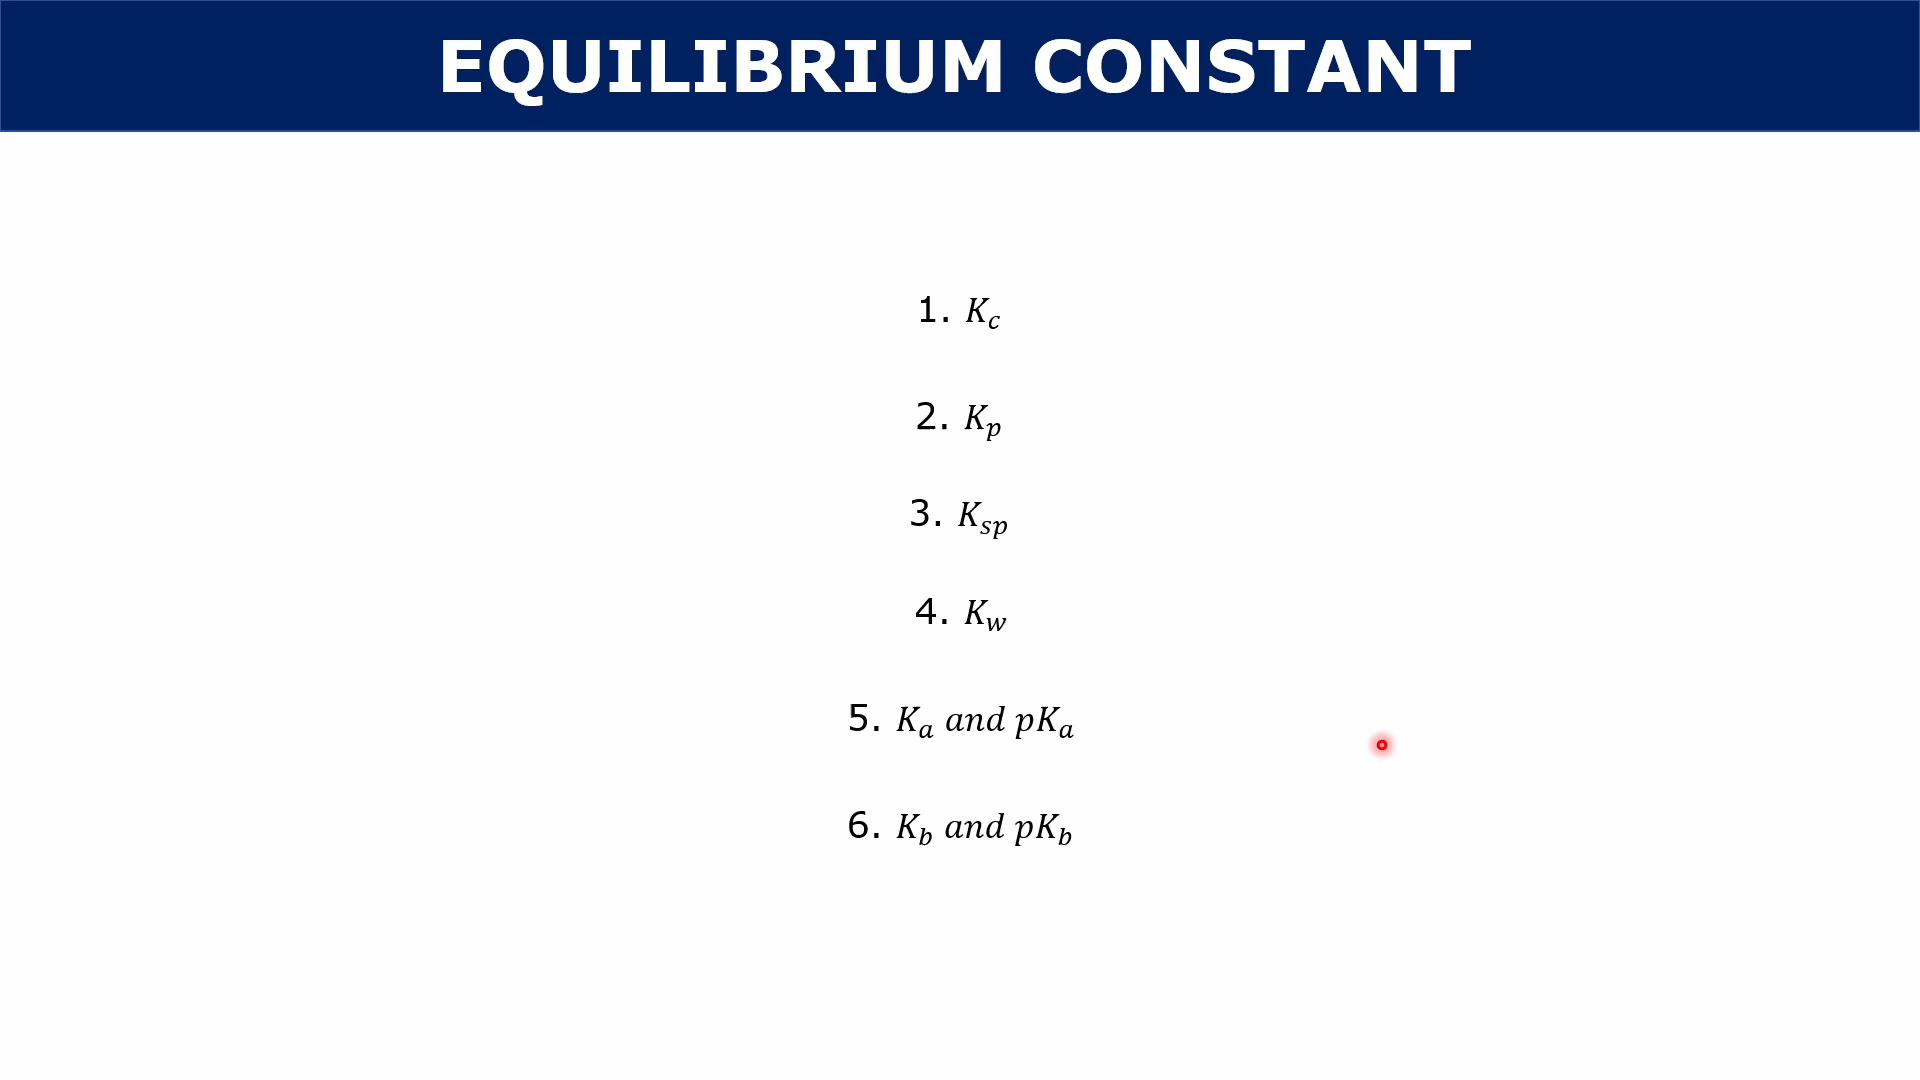 EQUILIBRIUM CONSTANT
1. K_c
2. K_p
3. K_sp
4. K_w
5. K_a and pK_a
6. K_b and pK_b